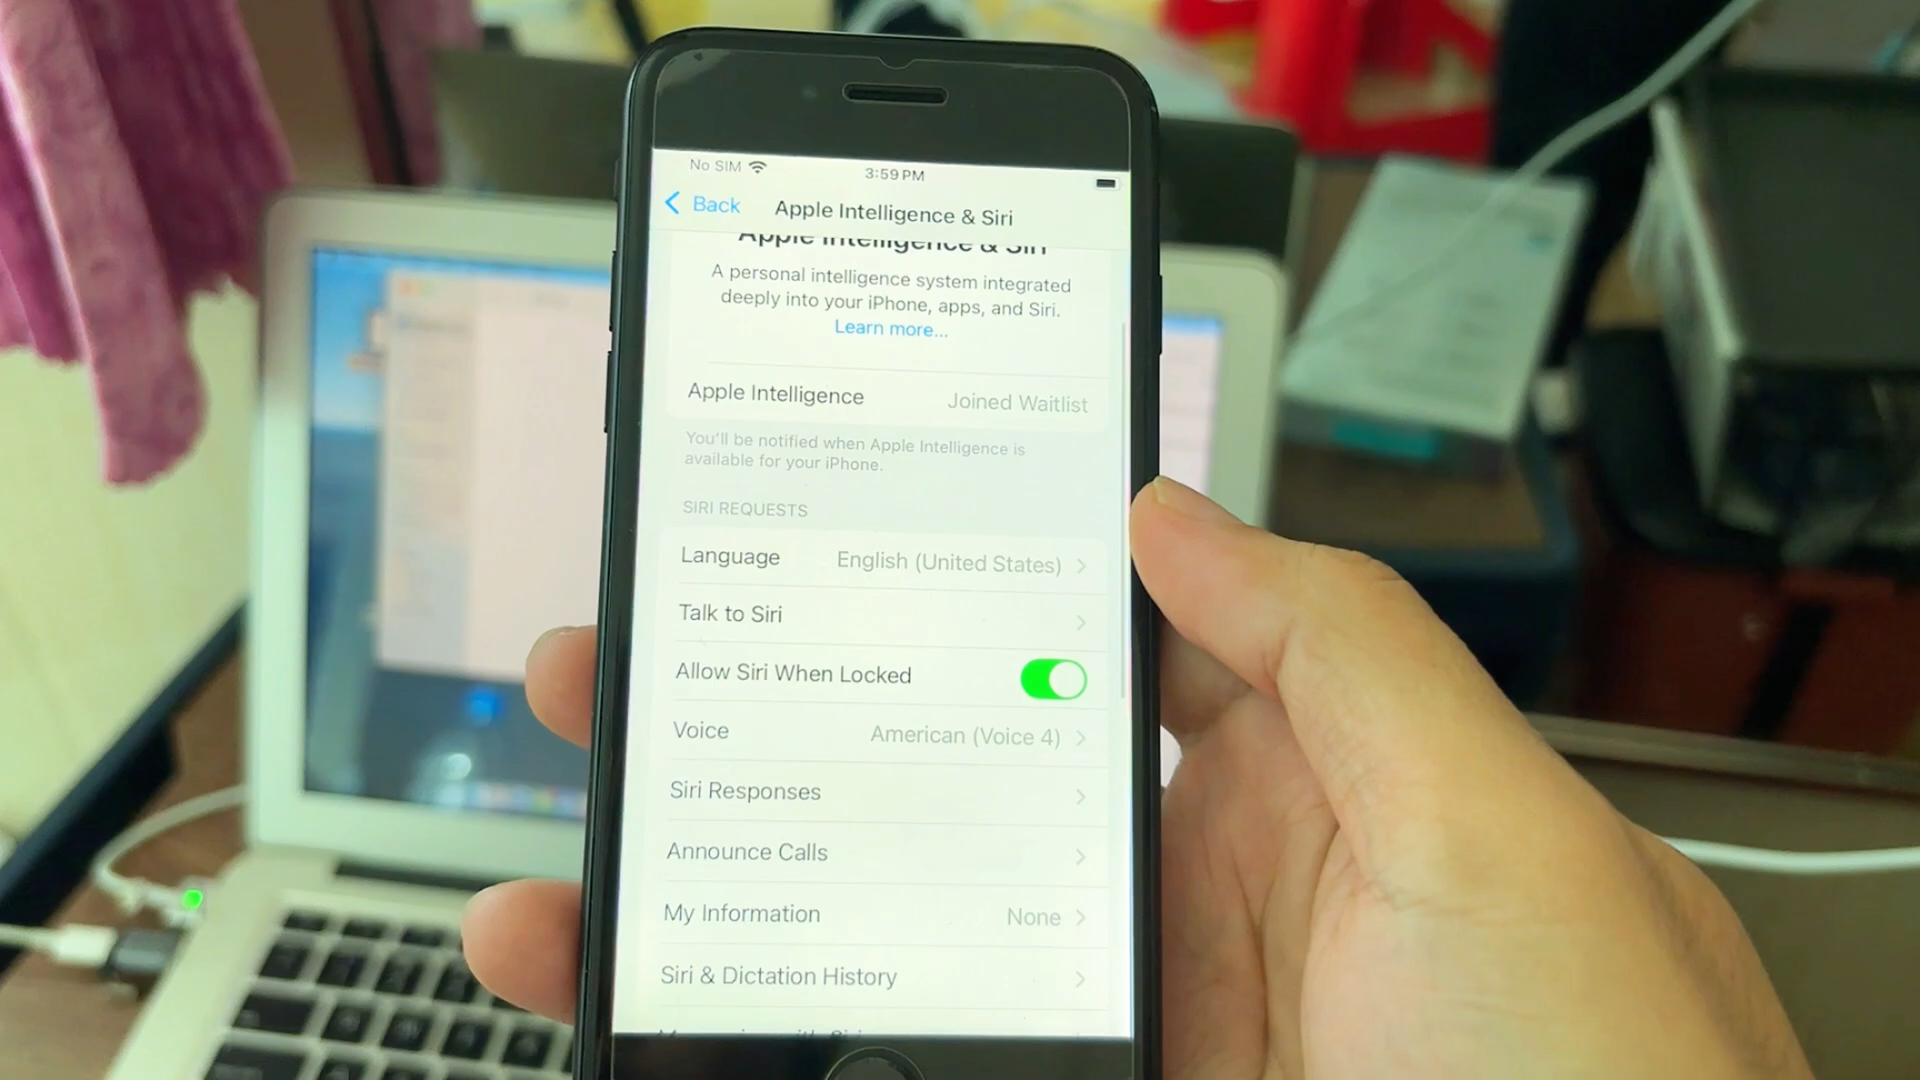 No SIM
3:59 PM
Back
Apple Intelligence & Siri
Apple Intelligence & Siri
A personal intelligence system integrated
deeply into your iPhone, apps, and Siri.
Learn more...
Apple Intelligence Joined Waitlist
You'll be notified when Apple Intelligence is
available for your iPhone.
SIRI REQUESTS
Language English (United States)
Talk to Siri
Allow Siri When Locked
Voice American (Voice 4)
Siri Responses
Announce Calls
My Information None
Siri & Dictation History